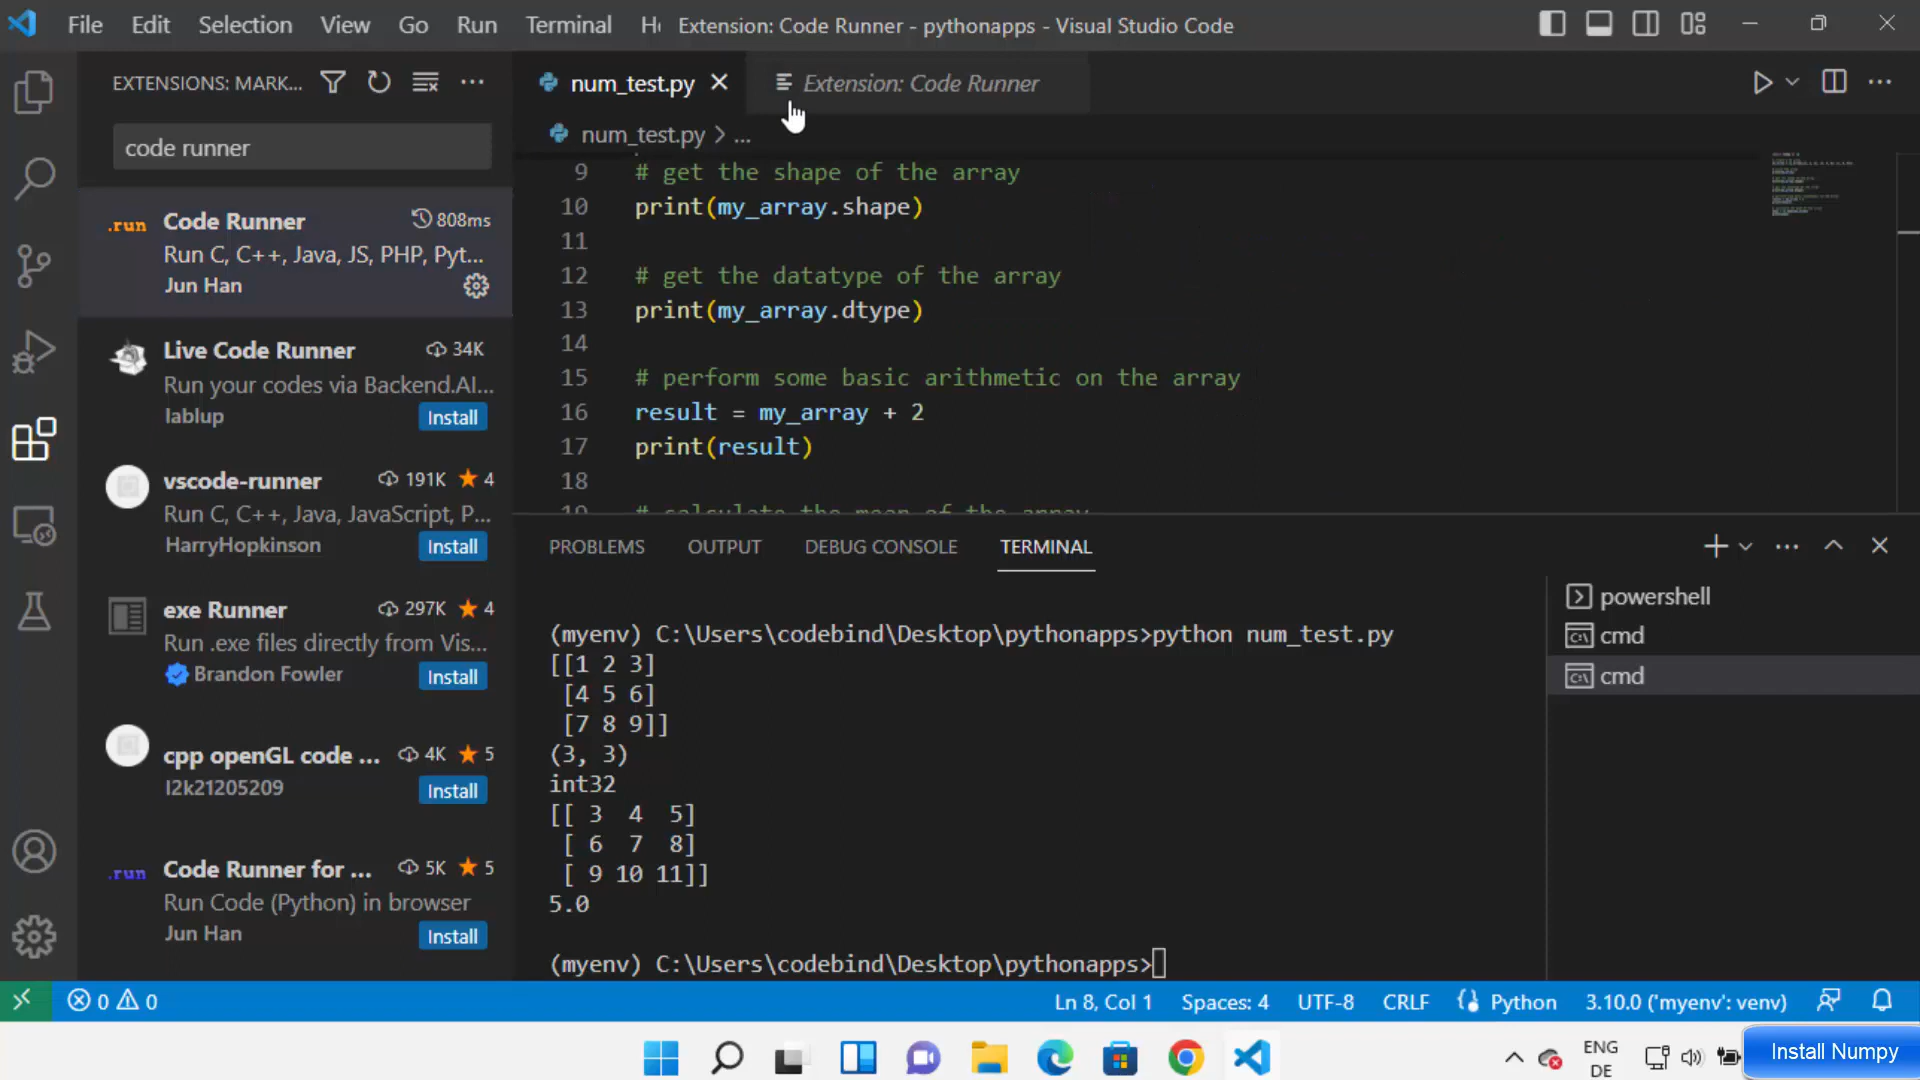 File Edit Selection View Go Run Terminal He Extension: Code Runner - pythonapps - Visual Studio Code
EXTENSIONS: MARK...
code runner
.run Code Runner 808ms
Run C, C++, Java, JS, PHP, Pyt...
Jun Han
Live Code Runner 34K
Run your codes via Backend.AI...
lablup Install
vscode-runner 191K ★ 4
Run C, C++, Java, JavaScript, P...
HarryHopkinson Install
exe Runner 297K ★ 4
Run .exe files directly from Vis...
Brandon Fowler Install
cpp openGL code ... 4K ★ 5
l2k21205209 Install
.run Code Runner for ... 5K ★ 5
Run Code (Python) in browser
Jun Han Install
num_test.py Extension: Code Runner
num_test.py > ...
9 # get the shape of the array
10 print(my_array.shape)
11
12 # get the datatype of the array
13 print(my_array.dtype)
14
15 # perform some basic arithmetic on the array
16 result = my_array + 2
17 print(result)
18
19 # calculate the mean of the array
PROBLEMS OUTPUT DEBUG CONSOLE TERMINAL
(myenv) C:\Users\codebind\Desktop\pythonapps>python num_test.py
[[1 2 3]
[4 5 6]
[7 8 9]]
(3, 3)
int32
[[ 3 4 5]
[ 6 7 8]
[ 9 10 11]]
5.0
(myenv) C:\Users\codebind\Desktop\pythonapps>
powershell
cmd
cmd
0 0 Ln 8, Col 1 Spaces: 4 UTF-8 CRLF Python 3.10.0 ('myenv': venv)
ENG
DE
Install Numpy